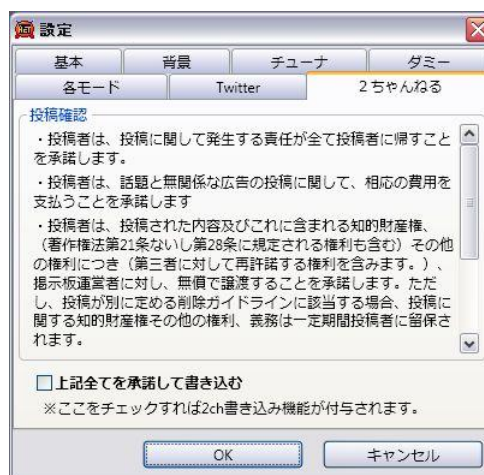 設定
基本
背景
チューナ
ダミー
各モード
Twitter
2ちゃんねる
投稿確認
・投稿者は、投稿に関して発生する責任が全て投稿者に帰すこと
を承諾します。
・投稿者は、話題と無関係な広告の投稿に関して、相応の費用を
支払うことを承諾します
・投稿者は、投稿された内容及びこれに含まれる知的財産権、
（著作権法第21条ないし第28条に規定される権利も含む）その他
の権利につき（第三者に対して再許諾する権利を含みます。）、
掲示板運営者に対し、無償で譲渡することを承諾します。ただ
し、投稿が別に定める削除ガイドラインに該当する場合、投稿に
関する知的財産権その他の権利、義務は一定期間投稿者に留保さ
れます。
上記全てを承諾して書き込む
※ここをチェックすれば2ch書き込み機能が付与されます。
OK
キャンセル